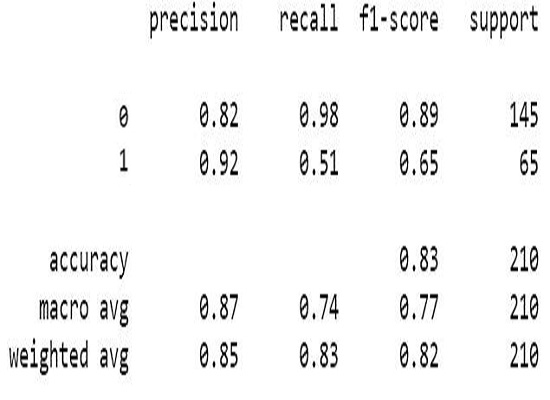 precision recall f1-score support
0 0.82 0.98 0.89 145
1 0.92 0.51 0.65 65
accuracy 0.83 210
macro avg 0.87 0.74 0.77 210
weighted avg 0.85 0.83 0.82 210